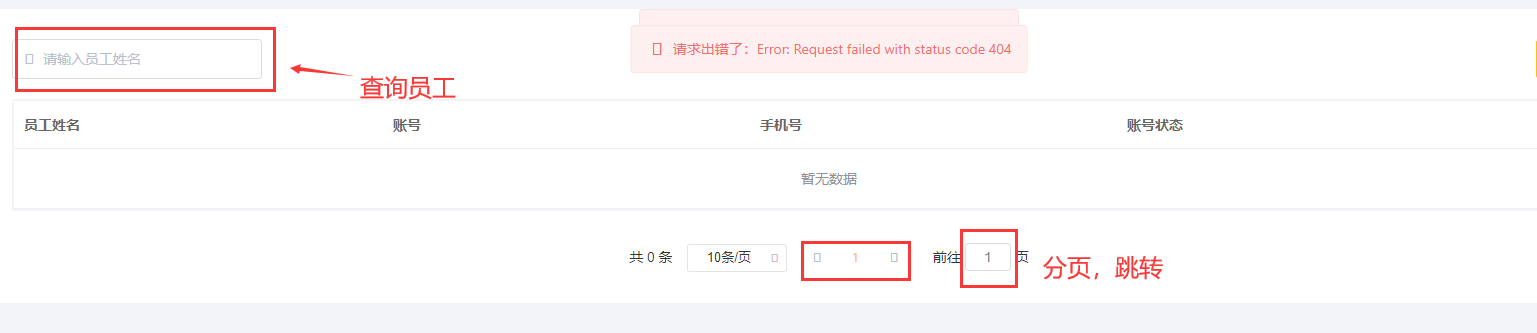 请求出错了：Error: Request failed with status code 404
请输入员工姓名
查询员工
员工姓名 账号 手机号 账号状态
暂无数据
共 0 条 10条/页 1 前往 1 页
分页，跳转